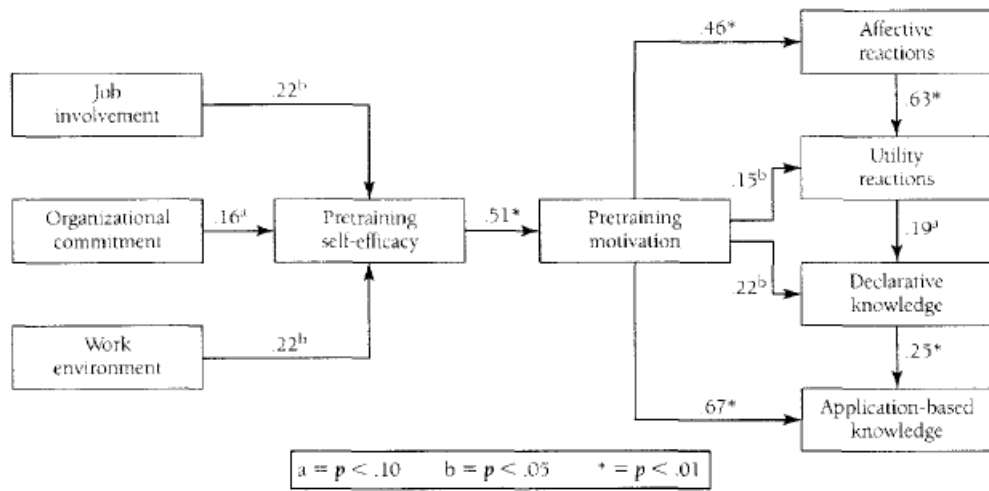 .46*
Affective
reactions
Job
involvement
.22b
.63*
Utility
reactions
.15b
Organizational
commitment
.16a
Pretraining
self-efficacy
.51*
Pretraining
motivation
.19a
.22b
Declarative
knowledge
Work
environment
.22b
.25*
.67*
Application-based
knowledge
a = p < .10 b = p < .05 * = p < .01